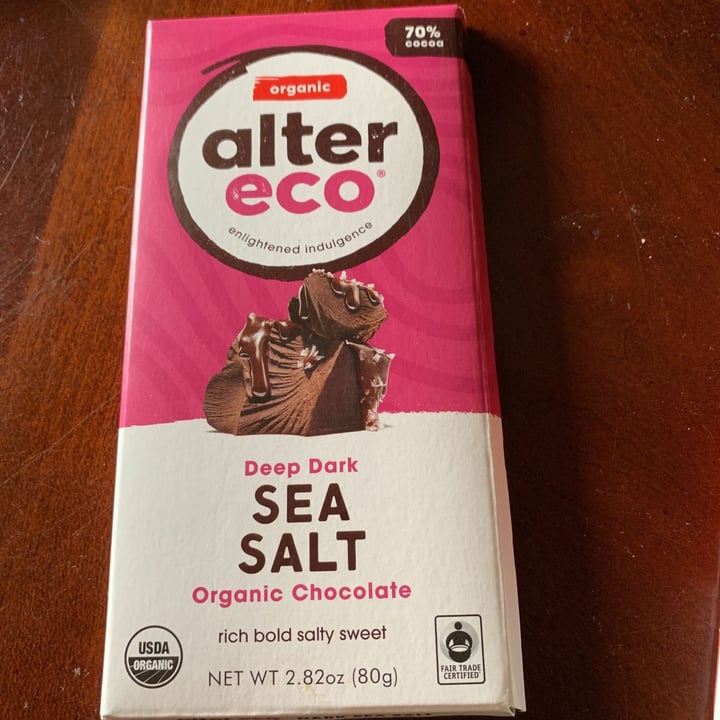 70%
cocoa
organic
alter
eco®
enlightened indulgence
Deep Dark
SEA
SALT
Organic Chocolate
rich bold salty sweet
USDA
ORGANIC
FAIR TRADE
CERTIFIED
NET WT 2.82oz (80g)